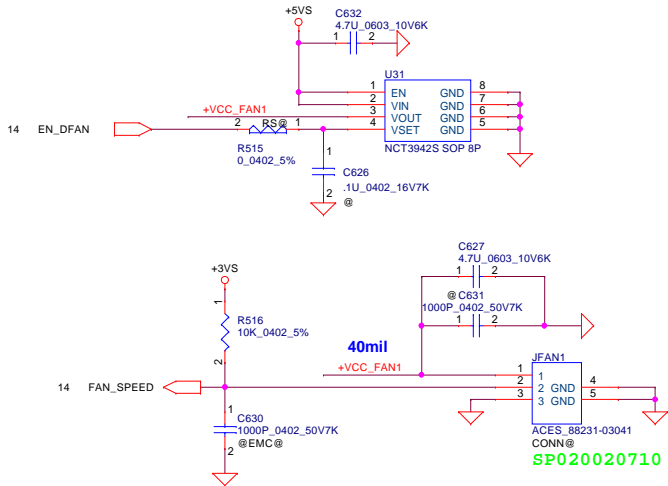 +5VS
C632
4.7U_0603_10V6K
1 2
U31
1 EN GND 8
2 VIN GND 7
+VCC_FAN1 3 VOUT GND 6
14 EN_DFAN 2 RS@ 1 4 VSET GND 5
R515
0_0402_5%
NCT3942S SOP 8P
1
C626
.1U_0402_16V7K
2
@
C627
4.7U_0603_10V6K
1 2
+3VS
@ C631
1000P_0402_50V7K
1 2
1
R516
10K_0402_5%
2
40mil
+VCC_FAN1
JFAN1
1 1
14 FAN_SPEED 2 2 GND 4
3 3 GND 5
1
C630
1000P_0402_50V7K
@EMC@
2
ACES_88231-03041
CONN@
SP020020710